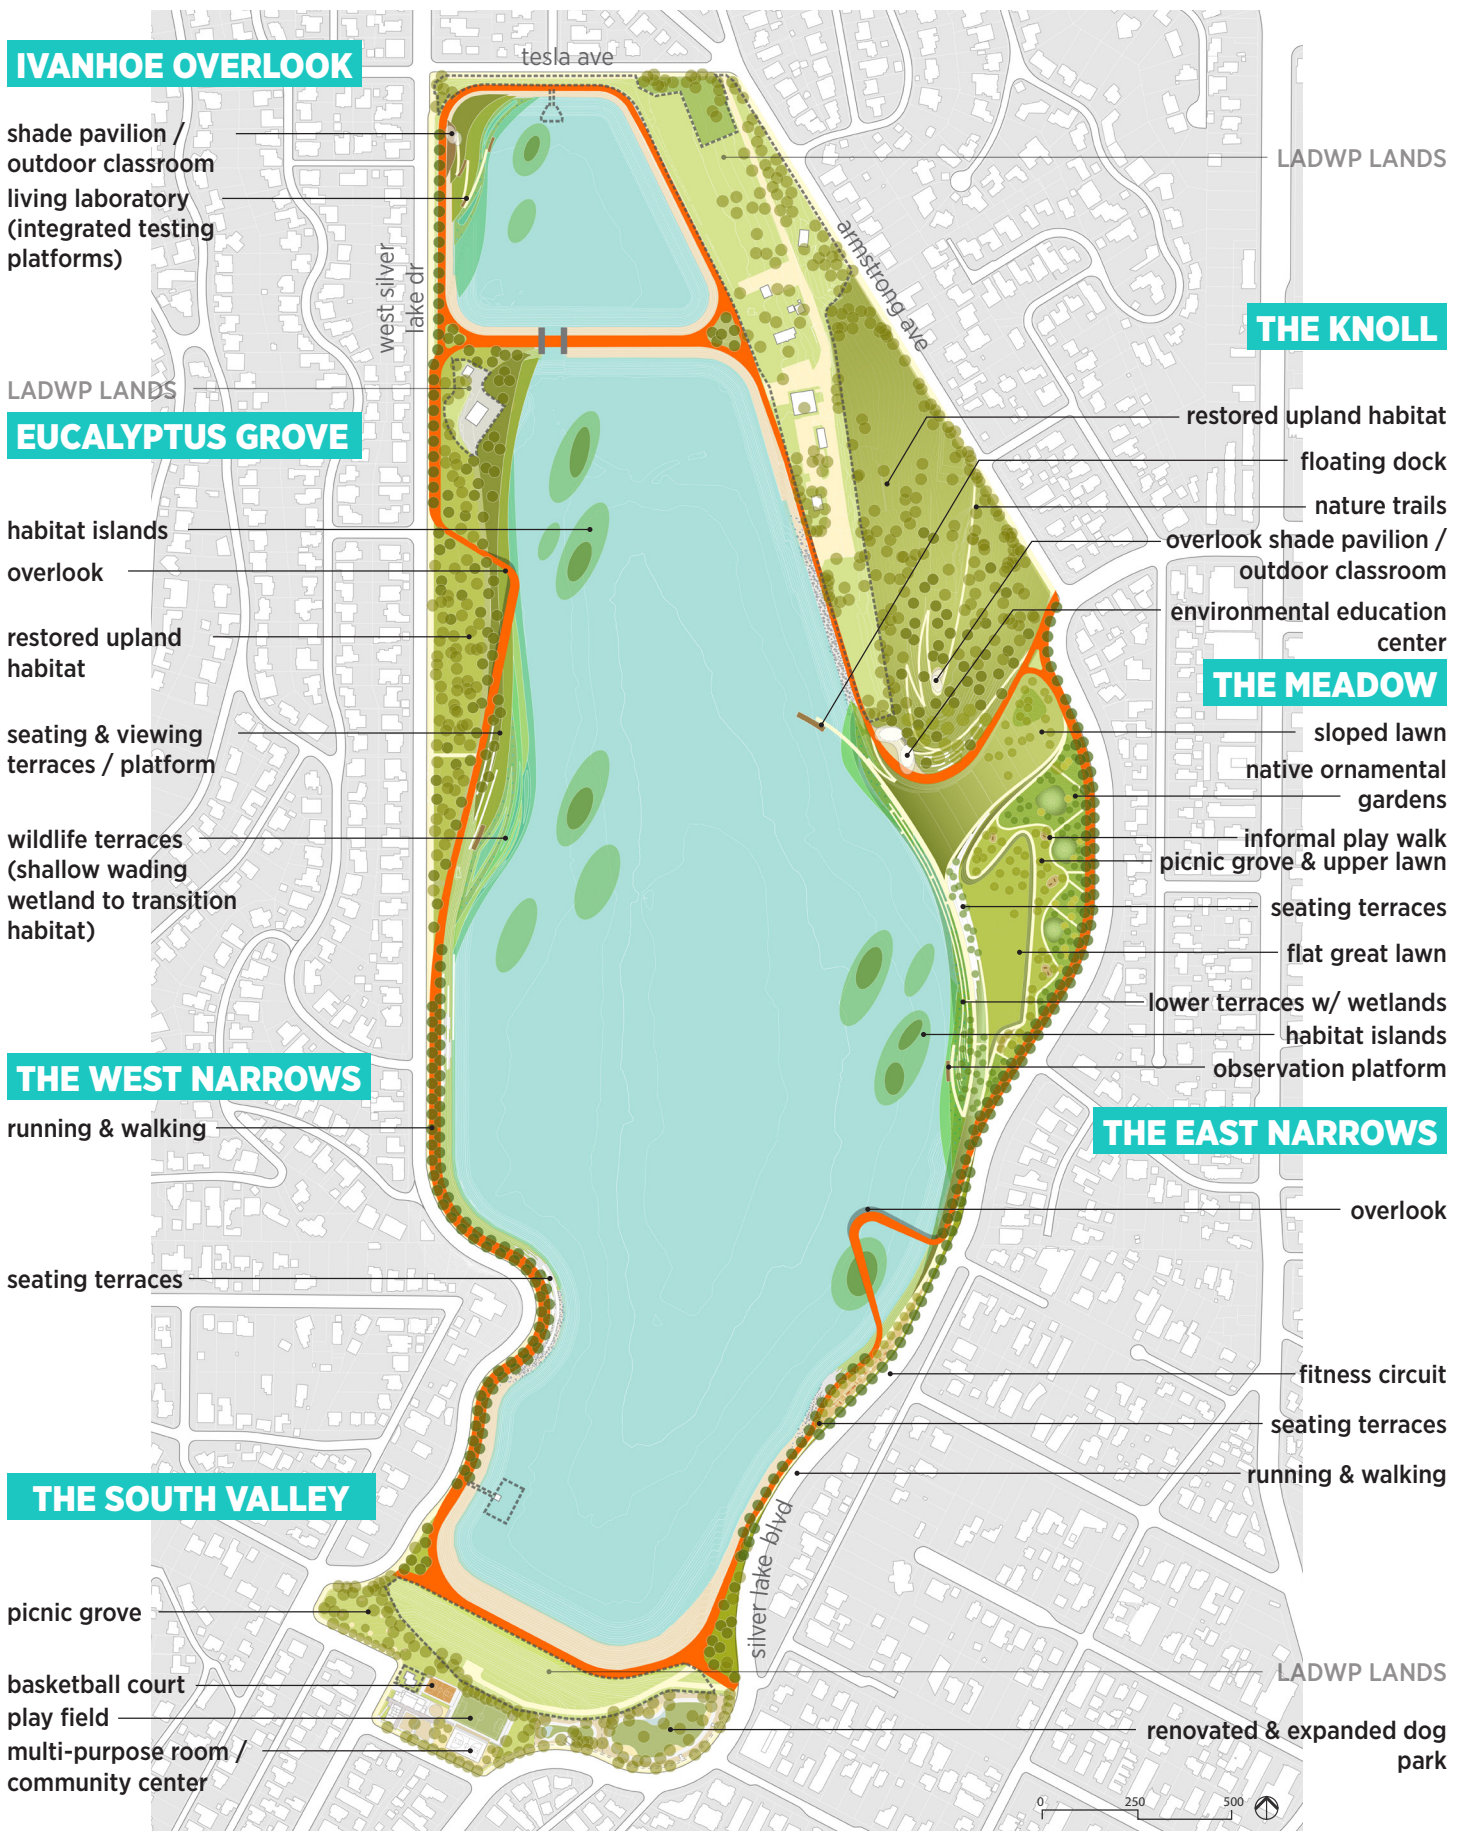 tesla ave
IVANHOE OVERLOOK
shade pavilion /
outdoor classroom
living laboratory
(integrated testing
platforms)
west silver
lake dr
LADWP LANDS
EUCALYPTUS GROVE
habitat islands
overlook
restored upland
habitat
seating & viewing
terraces / platform
wildlife terraces
(shallow wading
wetland to transition
habitat)
THE WEST NARROWS
running & walking
seating terraces
THE SOUTH VALLEY
picnic grove
basketball court
play field
multi-purpose room /
community center
LADWP LANDS
armstrong ave
THE KNOLL
restored upland habitat
floating dock
nature trails
overlook shade pavilion /
outdoor classroom
environmental education
center
THE MEADOW
sloped lawn
native ornamental
gardens
informal play walk
picnic grove & upper lawn
seating terraces
flat great lawn
lower terraces w/ wetlands
habitat islands
observation platform
THE EAST NARROWS
overlook
fitness circuit
seating terraces
running & walking
silver lake blvd
LADWP LANDS
renovated & expanded dog
park
0 250 500